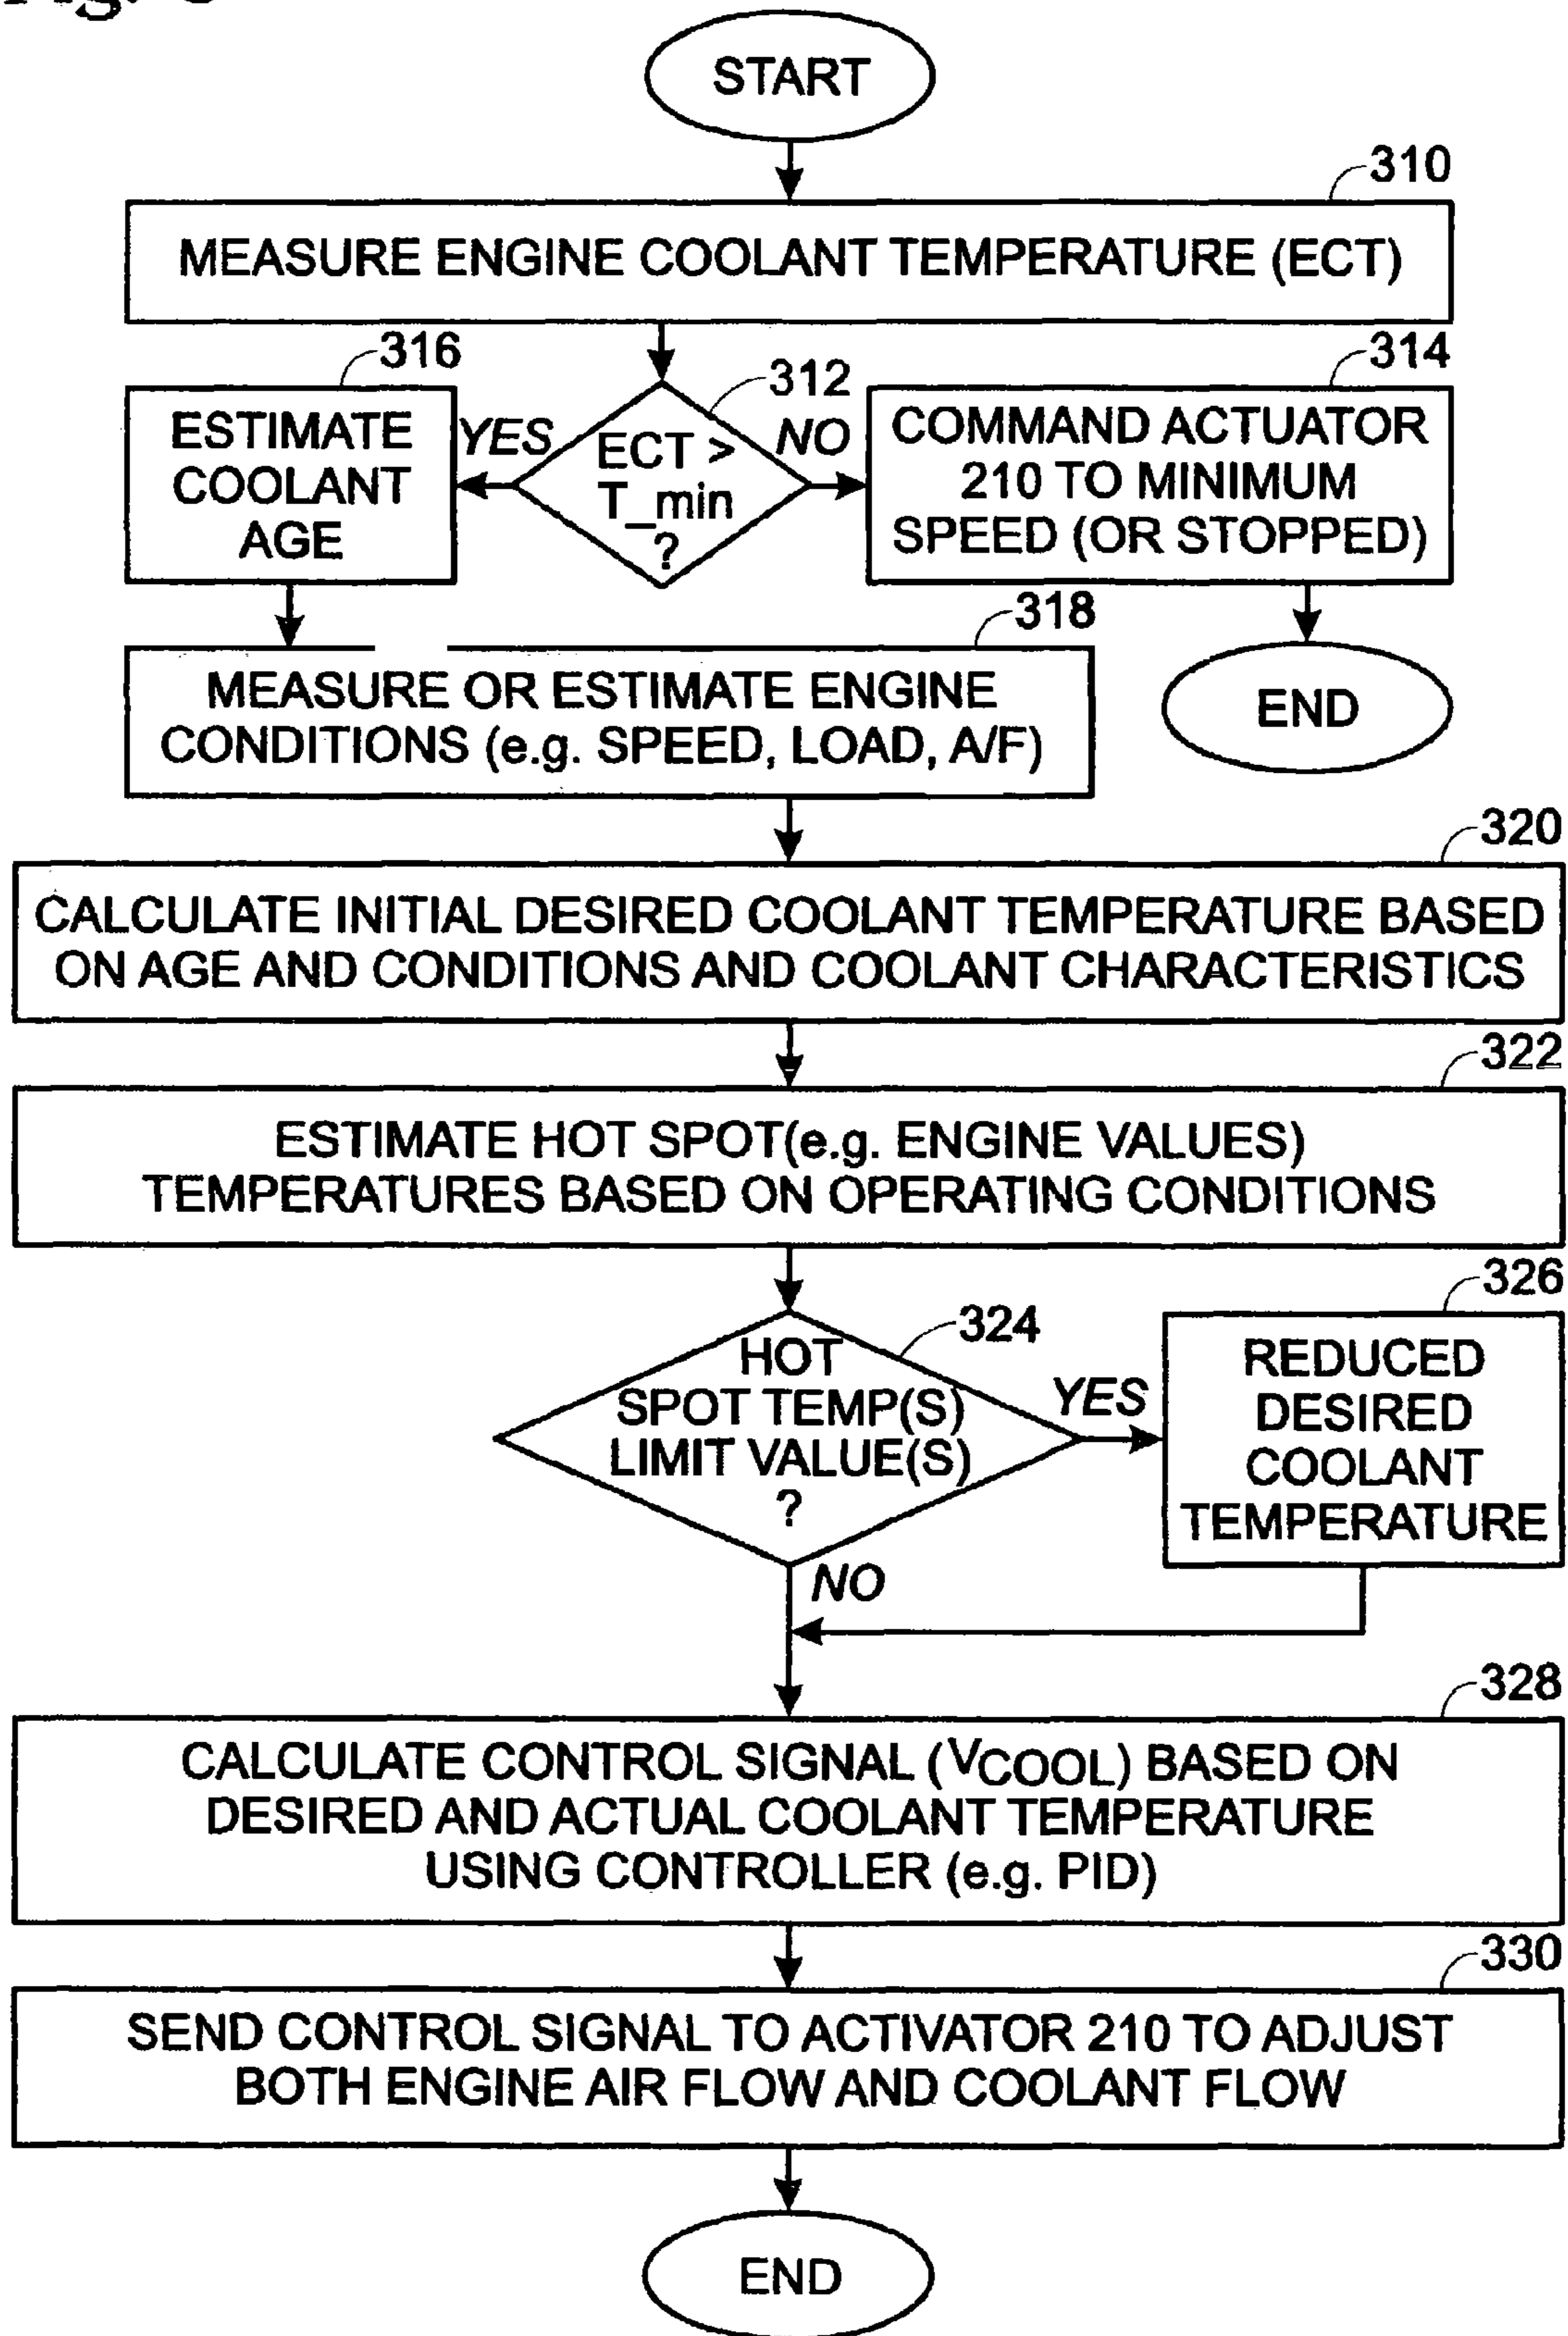 START
310
MEASURE ENGINE COOLANT TEMPERATURE (ECT)
316
312
314
ESTIMATE
COOLANT
AGE
YES
ECT >
T_min
?
NO
COMMAND ACTUATOR
210 TO MINIMUM
SPEED (OR STOPPED)
318
MEASURE OR ESTIMATE ENGINE
CONDITIONS (e.g. SPEED, LOAD, A/F)
END
320
CALCULATE INITIAL DESIRED COOLANT TEMPERATURE BASED
ON AGE AND CONDITIONS AND COOLANT CHARACTERISTICS
322
ESTIMATE HOT SPOT(e.g. ENGINE VALUES)
TEMPERATURES BASED ON OPERATING CONDITIONS
324
326
HOT
SPOT TEMP(S)
LIMIT VALUE(S)
?
YES
REDUCED
DESIRED
COOLANT
TEMPERATURE
NO
328
CALCULATE CONTROL SIGNAL (VCOOL) BASED ON
DESIRED AND ACTUAL COOLANT TEMPERATURE
USING CONTROLLER (e.g. PID)
330
SEND CONTROL SIGNAL TO ACTIVATOR 210 TO ADJUST
BOTH ENGINE AIR FLOW AND COOLANT FLOW
END